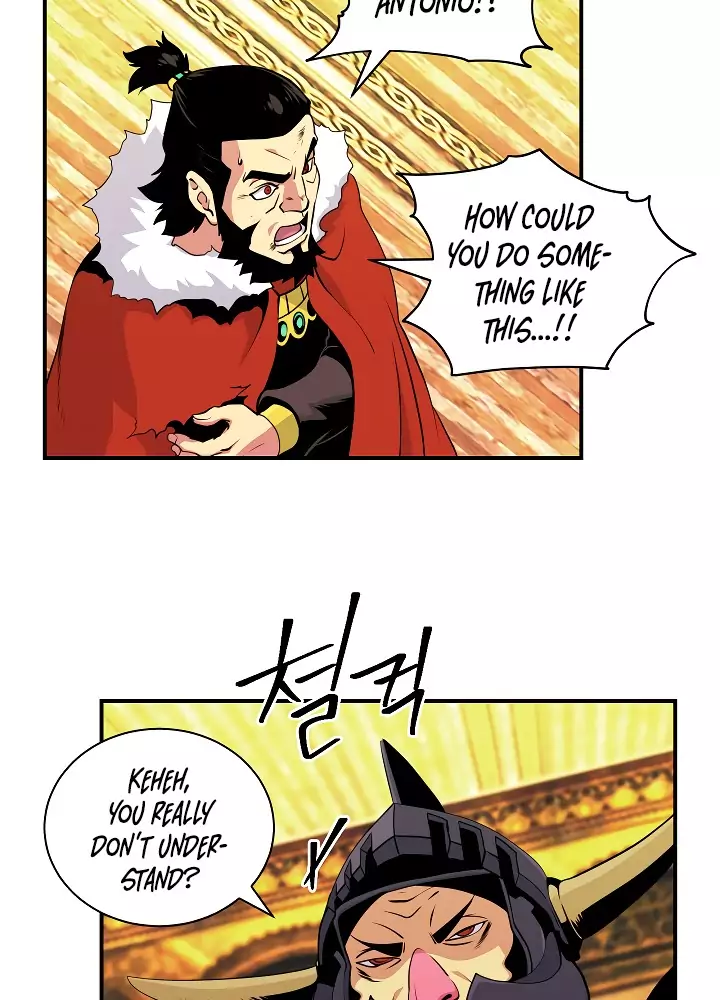 ANTONIO!!
HOW COULD
YOU DO SOME-
THING LIKE
THIS...!!
철컥
KEHEH,
YOU REALLY
DON'T UNDER-
STAND?